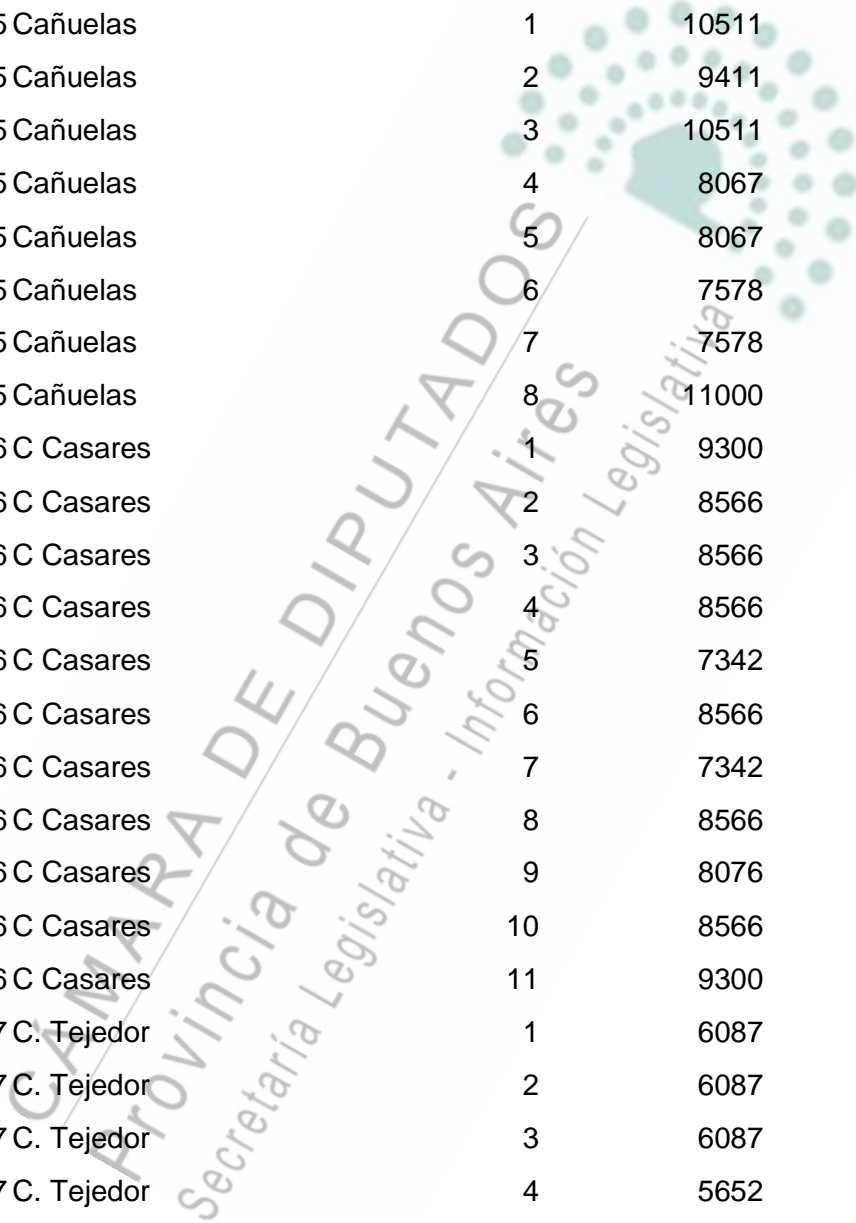 5 Cañuelas 1 10511
5 Cañuelas 2 9411
5 Cañuelas 3 10511
5 Cañuelas 4 8067
5 Cañuelas 5 8067
5 Cañuelas 6 7578
5 Cañuelas 7 7578
5 Cañuelas 8 11000
6 C Casares 1 9300
6 C Casares 2 8566
6 C Casares 3 8566
6 C Casares 4 8566
6 C Casares 5 7342
6 C Casares 6 8566
6 C Casares 7 7342
6 C Casares 8 8566
6 C Casares 9 8076
6 C Casares 10 8566
6 C Casares 11 9300
7 C. Tejedor 1 6087
7 C. Tejedor 2 6087
7 C. Tejedor 3 6087
7 C. Tejedor 4 5652
CÁMARA DE DIPUTADOS
Provincia de Buenos Aires
Secretaría Legislativa - Información Legislativa